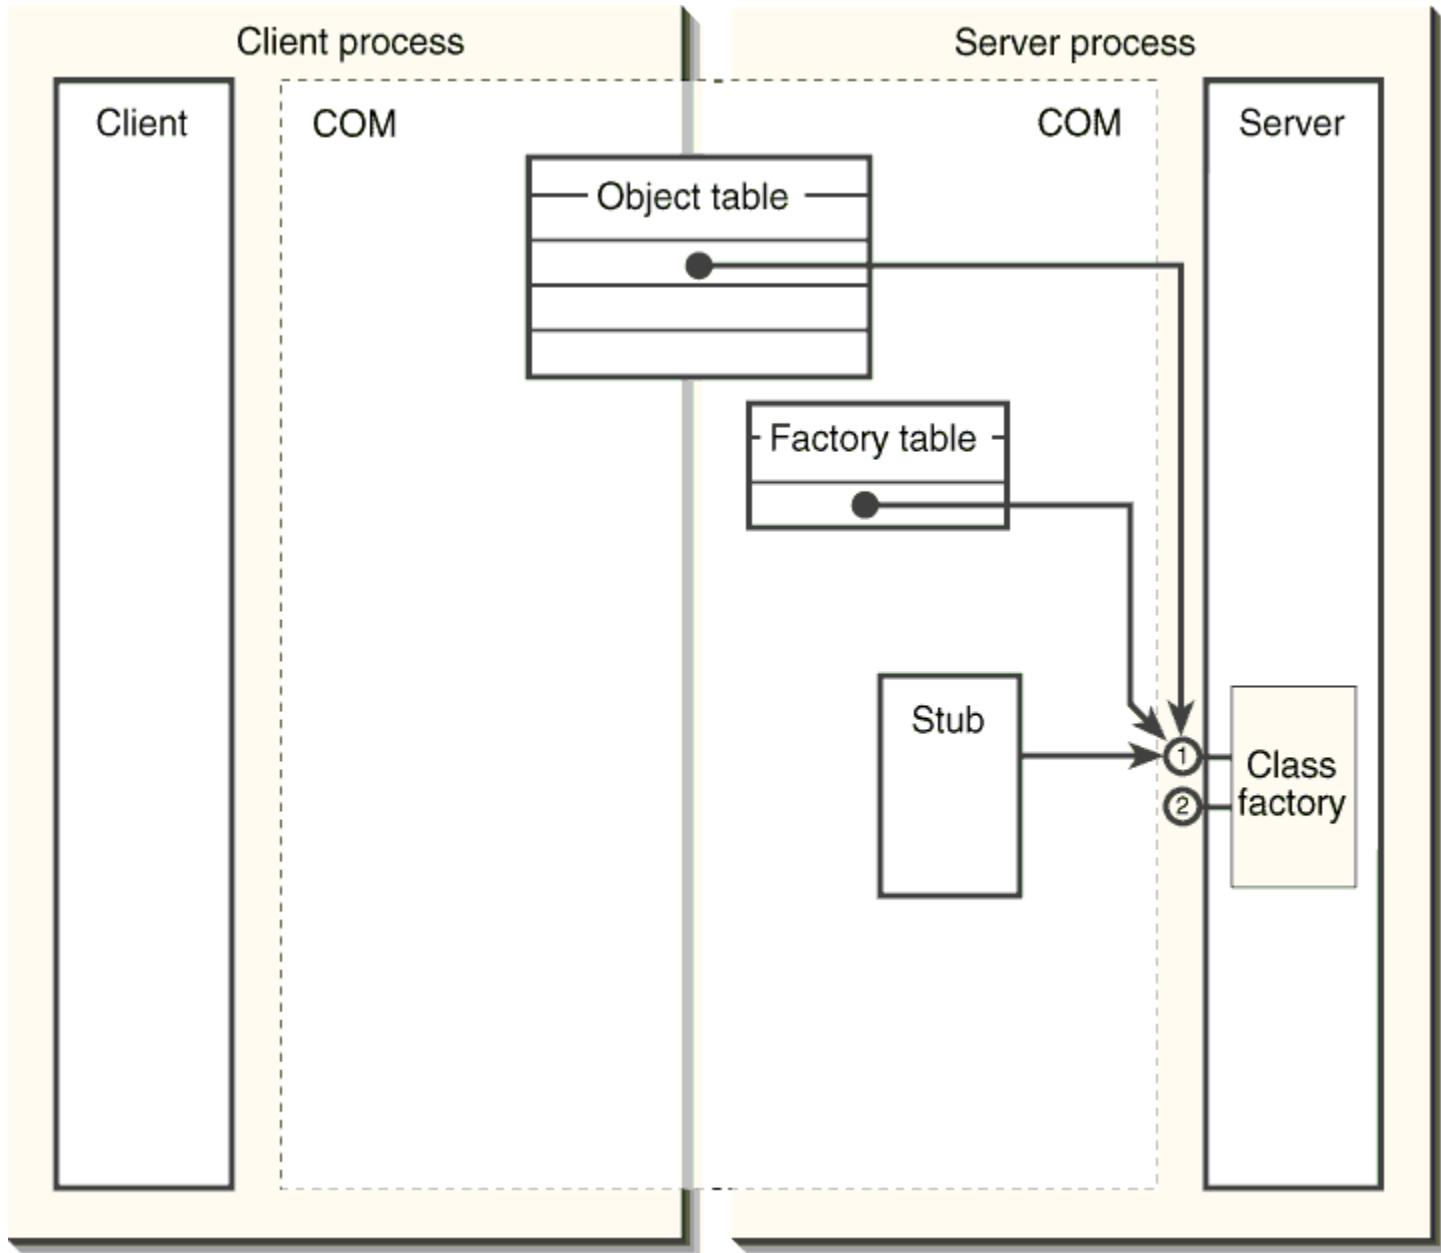 Client process
Server process
Client
COM
COM
Server
Object table
Factory table
Stub
1
2
Class
factory